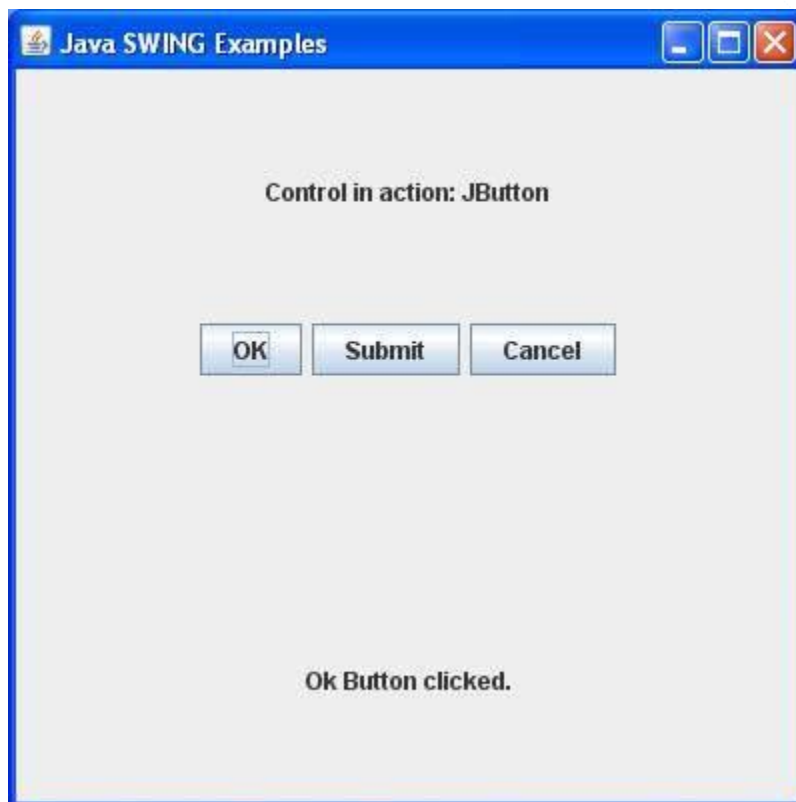 Java SWING Examples
Control in action: JButton
OK Submit Cancel
Ok Button clicked.